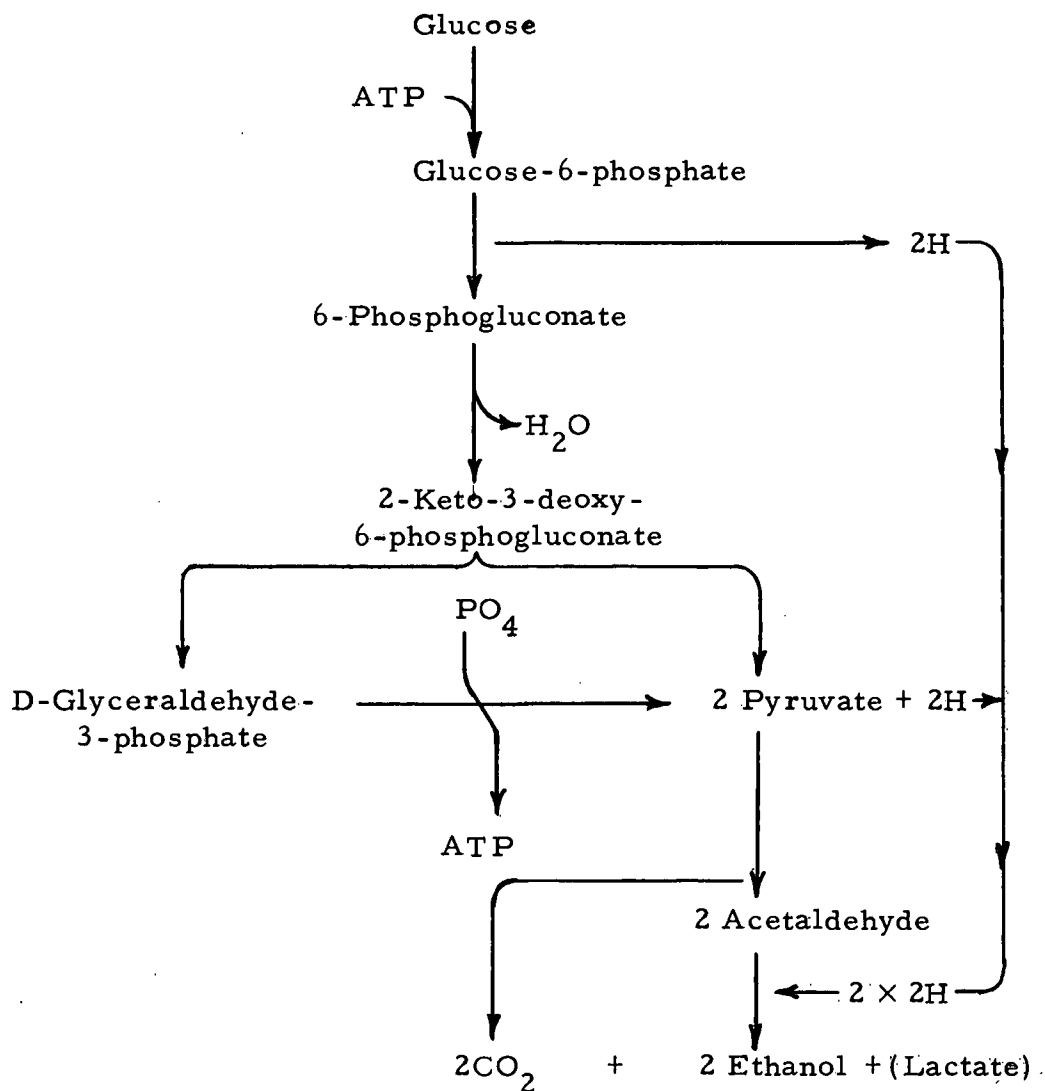 Glucose
ATP
Glucose-6-phosphate
2H
6-Phosphogluconate
H₂O
2-Keto-3-deoxy-
6-phosphogluconate
PO₄
D-Glyceraldehyde-
3-phosphate
2 Pyruvate + 2H
ATP
2 Acetaldehyde
2 × 2H
2CO₂ + 2 Ethanol + (Lactate)